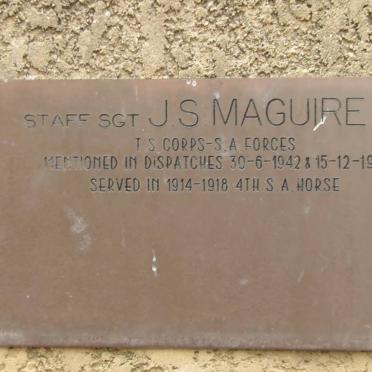 STAFF SGT J.S MAGUIRE
T.S. CORPS-S.A FORCES
MENTIONED IN DISPATCHES 30-6-1942 & 15-12-19
SERVED IN 1914-1918 4TH S A HORSE